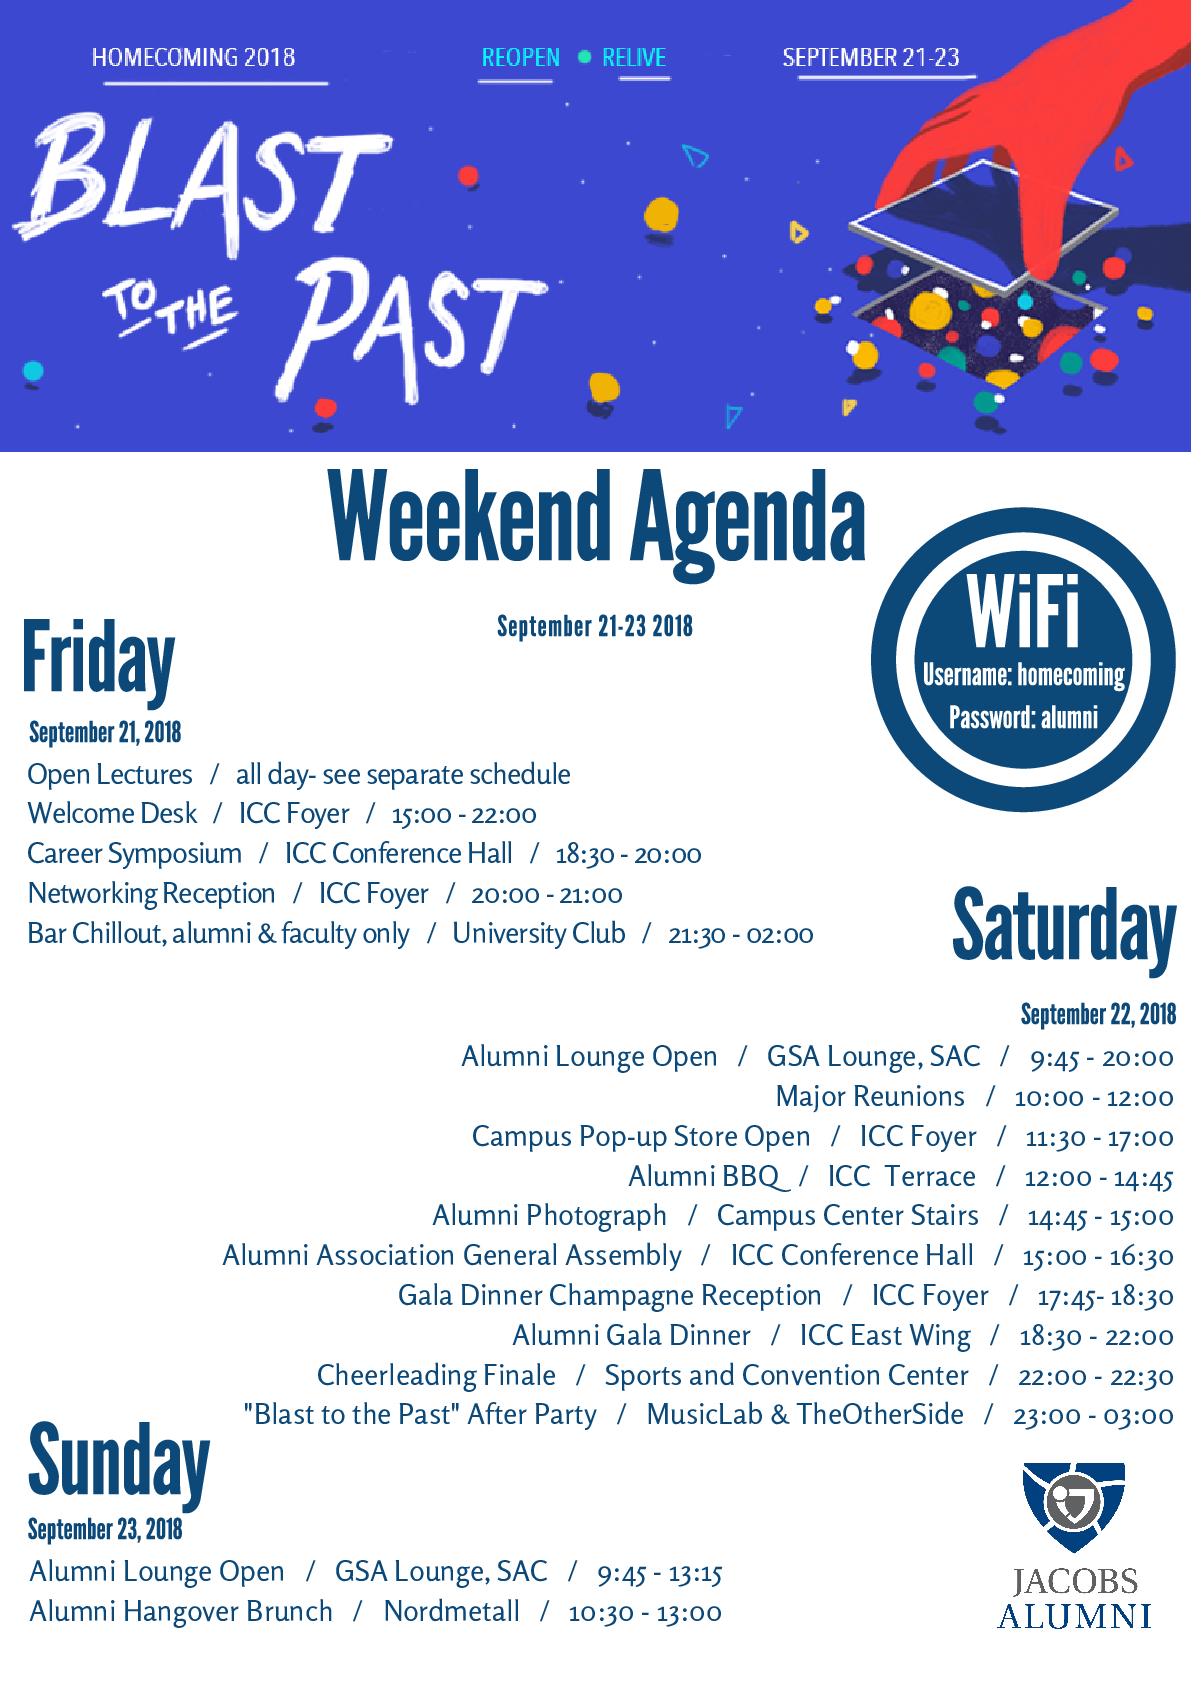 HOMECOMING 2018
REOPEN • RELIVE
SEPTEMBER 21-23
BLAST
TO THE
PAST
Weekend Agenda
September 21-23 2018
WiFi
Username: homecoming
Password: alumni
Friday
September 21, 2018
Open Lectures / all day- see separate schedule
Welcome Desk / ICC Foyer / 15:00 - 22:00
Career Symposium / ICC Conference Hall / 18:30 - 20:00
Networking Reception / ICC Foyer / 20:00 - 21:00
Bar Chillout, alumni & faculty only / University Club / 21:30 - 02:00
Saturday
September 22, 2018
Alumni Lounge Open / GSA Lounge, SAC / 9:45 - 20:00
Major Reunions / 10:00 - 12:00
Campus Pop-up Store Open / ICC Foyer / 11:30 - 17:00
Alumni BBQ / ICC Terrace / 12:00 - 14:45
Alumni Photograph / Campus Center Stairs / 14:45 - 15:00
Alumni Association General Assembly / ICC Conference Hall / 15:00 - 16:30
Gala Dinner Champagne Reception / ICC Foyer / 17:45- 18:30
Alumni Gala Dinner / ICC East Wing / 18:30 - 22:00
Cheerleading Finale / Sports and Convention Center / 22:00 - 22:30
"Blast to the Past" After Party / MusicLab & TheOtherSide / 23:00 - 03:00
Sunday
September 23, 2018
Alumni Lounge Open / GSA Lounge, SAC / 9:45 - 13:15
Alumni Hangover Brunch / Nordmetall / 10:30 - 13:00
JACOBS
ALUMNI